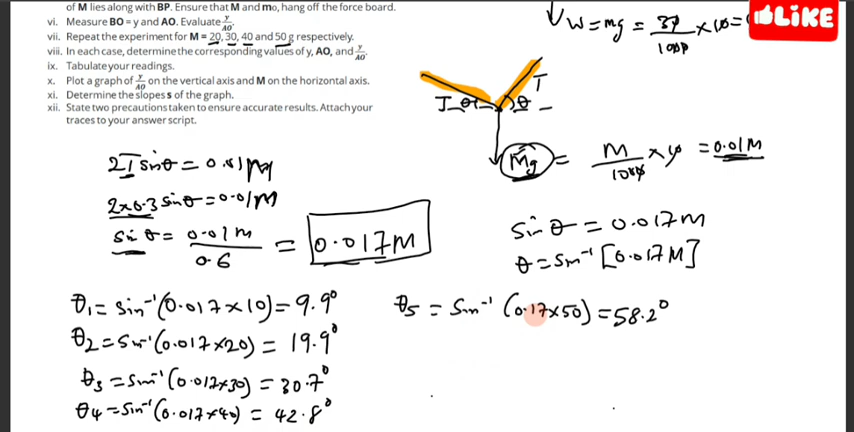 of M lies along with BP. Ensure that M and mo, hang off the force board.
vi. Measure BO = y and AO. Evaluate y/AO.
vii. Repeat the experiment for M = 20, 30, 40 and 50 g respectively.
viii. In each case, determine the corresponding values of y, AO, and y/AO.
ix. Tabulate your readings.
x. Plot a graph of y/AO on the vertical axis and M on the horizontal axis.
xi. Determine the slope s of the graph.
xii. State two precautions taken to ensure accurate results. Attach your
traces to your answer script.
W = mg = /1000 × 10 =
LiKE
T
T θ θ
Mg = M/1000 × 10 = 0.01M
2T sinθ = 0.01M
2×0.3 sinθ = 0.01M
sin θ = 0.01M/0.6 = 0.017M
sin θ = 0.017M
θ = sin⁻¹ [0.017M]
θ1 = sin⁻¹(0.017×10) = 9.9°
θ2 = sin⁻¹(0.017×20) = 19.9°
θ3 = sin⁻¹(0.017×30) = 30.7°
θ4 = sin⁻¹(0.017×40) = 42.8°
θ5 = sin⁻¹ (0.17×50) = 58.2°